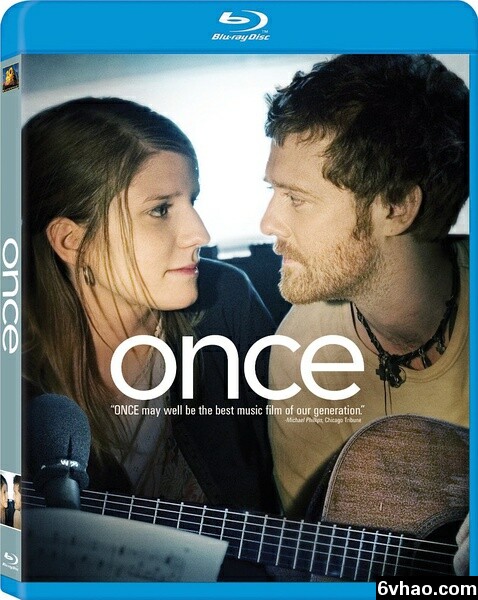 Blu-ray Disc
once
once
"ONCE may well be the best music film of our generation."
Michael Phillips, Chicago Tribune
6vhao.com